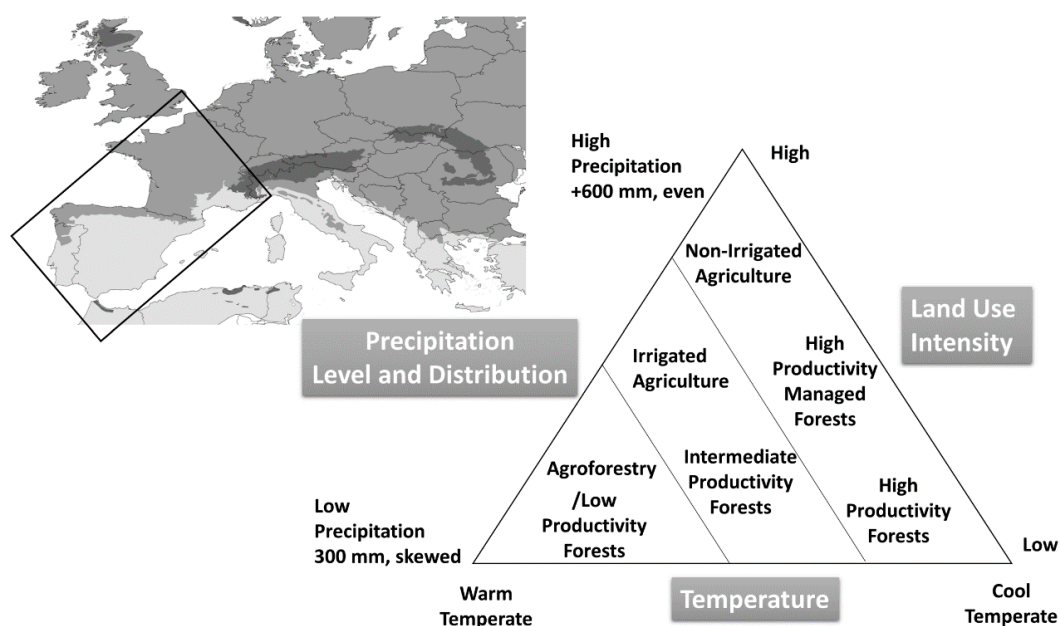 High
Precipitation
+600 mm, even
High
Non-Irrigated
Agriculture
Land Use
Intensity
Precipitation
Level and Distribution
Irrigated
Agriculture
High
Productivity
Managed
Forests
Agroforestry
/Low
Productivity
Forests
Intermediate
Productivity
Forests
High
Productivity
Forests
Low
Precipitation
300 mm, skewed
Low
Warm
Temperate
Temperature
Cool
Temperate